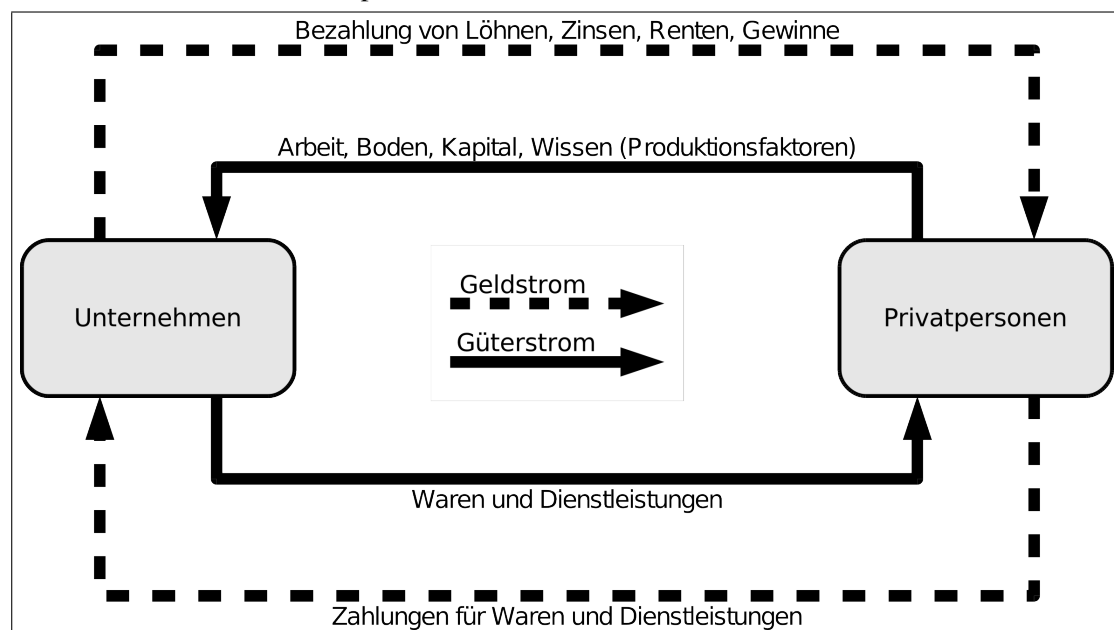 Bezahlung von Löhnen, Zinsen, Renten, Gewinne
Arbeit, Boden, Kapital, Wissen (Produktionsfaktoren)
Unternehmen
Geldstrom
Güterstrom
Privatpersonen
Waren und Dienstleistungen
Zahlungen für Waren und Dienstleistungen